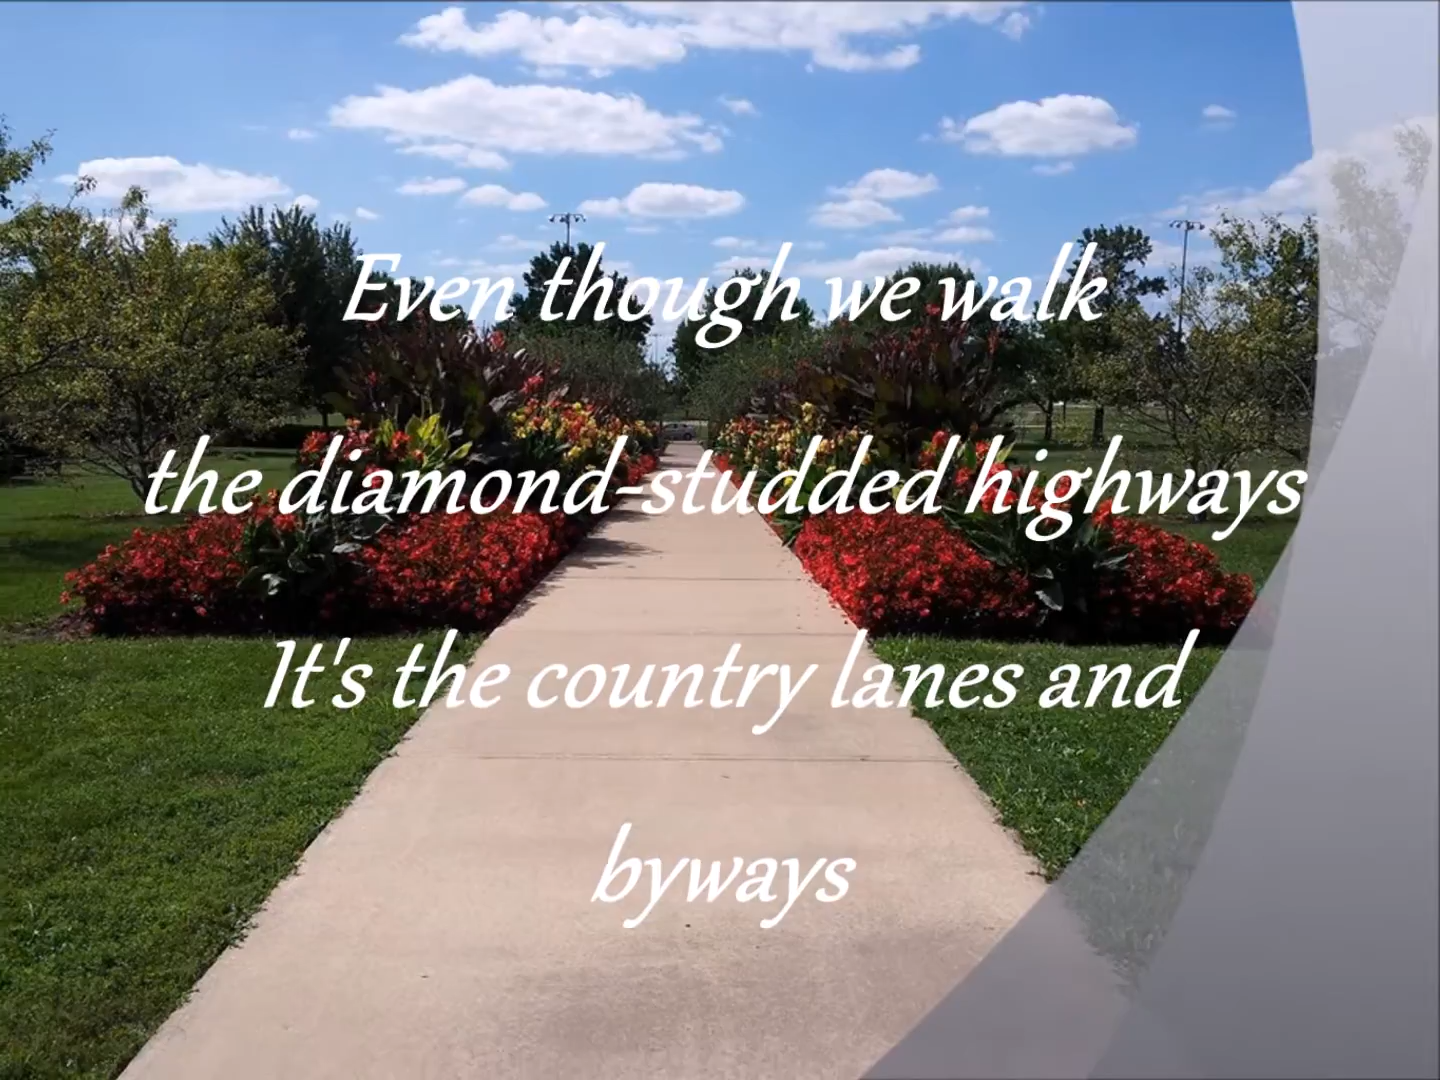 Even though we walk
the diamond-studded highways
It's the country lanes and
byways